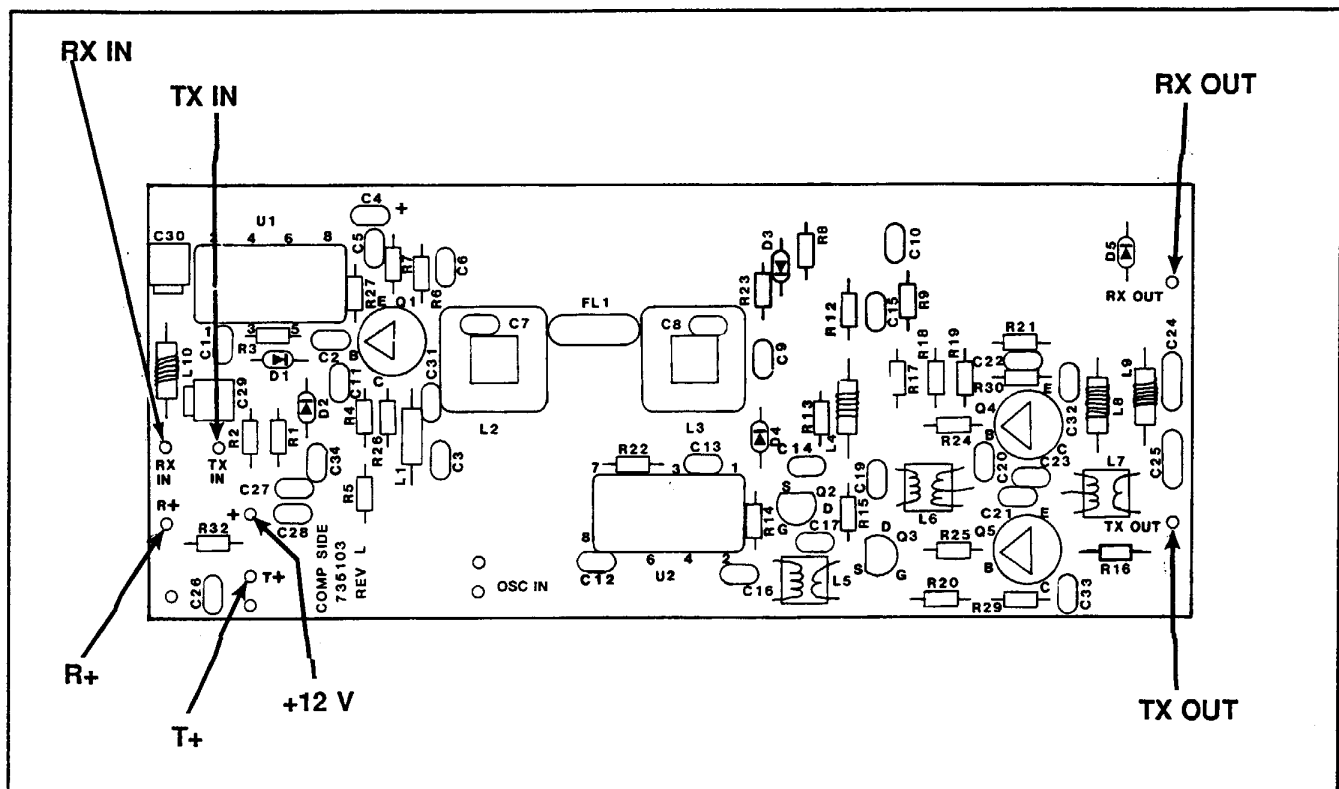 RX IN
TX IN
RX OUT
C4
+
U1
C30
2 4 6 8
C5
R7
R6
C6
R27
E Q1
B
C
1 3 5
C1
R3
C2
D1
L10
C29
C11
D2
R4
R26
C31
L1
C3
C7
L2
FL1
C8
L3
D3
R8
R23
C10
R12
C15
R9
D5
RX OUT
C9
R18
R19
R21
C22
R30
R17
C24
L9
L8
C32
E
Q4
B
C
R24
R13
L4
D4
C14
R2
R1
RX IN
TX IN
C34
C27
+
C28
R5
R+
R32
T+
C26
COMP SIDE
735103
REV L
OSC IN
7 R22 3 C13 1
8 6 4 2
U2
C12
R14
C16
S
Q2
D
G
C17
R15
C19
L5
D
Q3
S
G
L6
C20
C23
C21
L7
C25
TX OUT
R25
Q5
E
B
C
R16
R20
R29
C33
R+
T+
+12 V
TX OUT